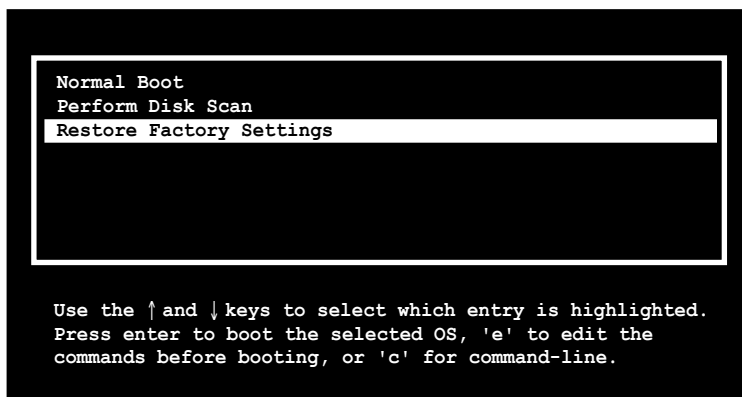 Normal Boot
Perform Disk Scan
Restore Factory Settings
Use the ↑ and ↓ keys to select which entry is highlighted.
Press enter to boot the selected OS, 'e' to edit the
commands before booting, or 'c' for command-line.